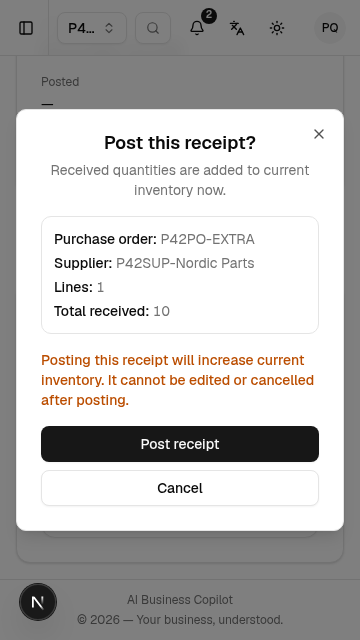 P4...
2
PQ
Posted
—
Post this receipt?
Received quantities are added to current
inventory now.
Purchase order: P42PO-EXTRA
Supplier: P42SUP-Nordic Parts
Lines: 1
Total received: 10
Posting this receipt will increase current
inventory. It cannot be edited or cancelled
after posting.
Post receipt
Cancel
N
Ai Business Copilot
© 2026 — Your business, understood.